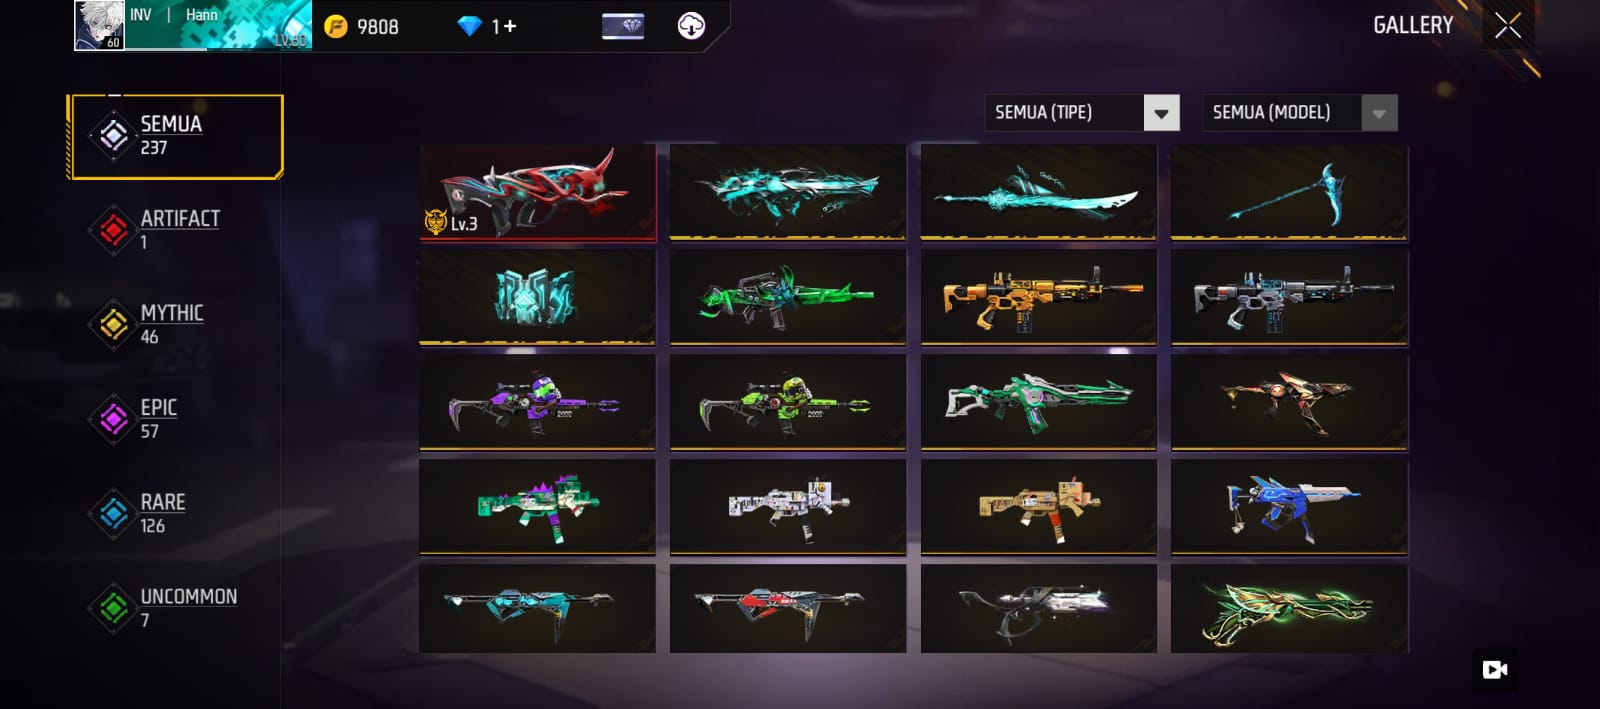 INV | Hann
60
LV.60
9808
1+
GALLERY
SEMUA (TIPE)
SEMUA (MODEL)
SEMUA
237
ARTIFACT
1
MYTHIC
46
EPIC
57
RARE
126
UNCOMMON
7
Lv.3